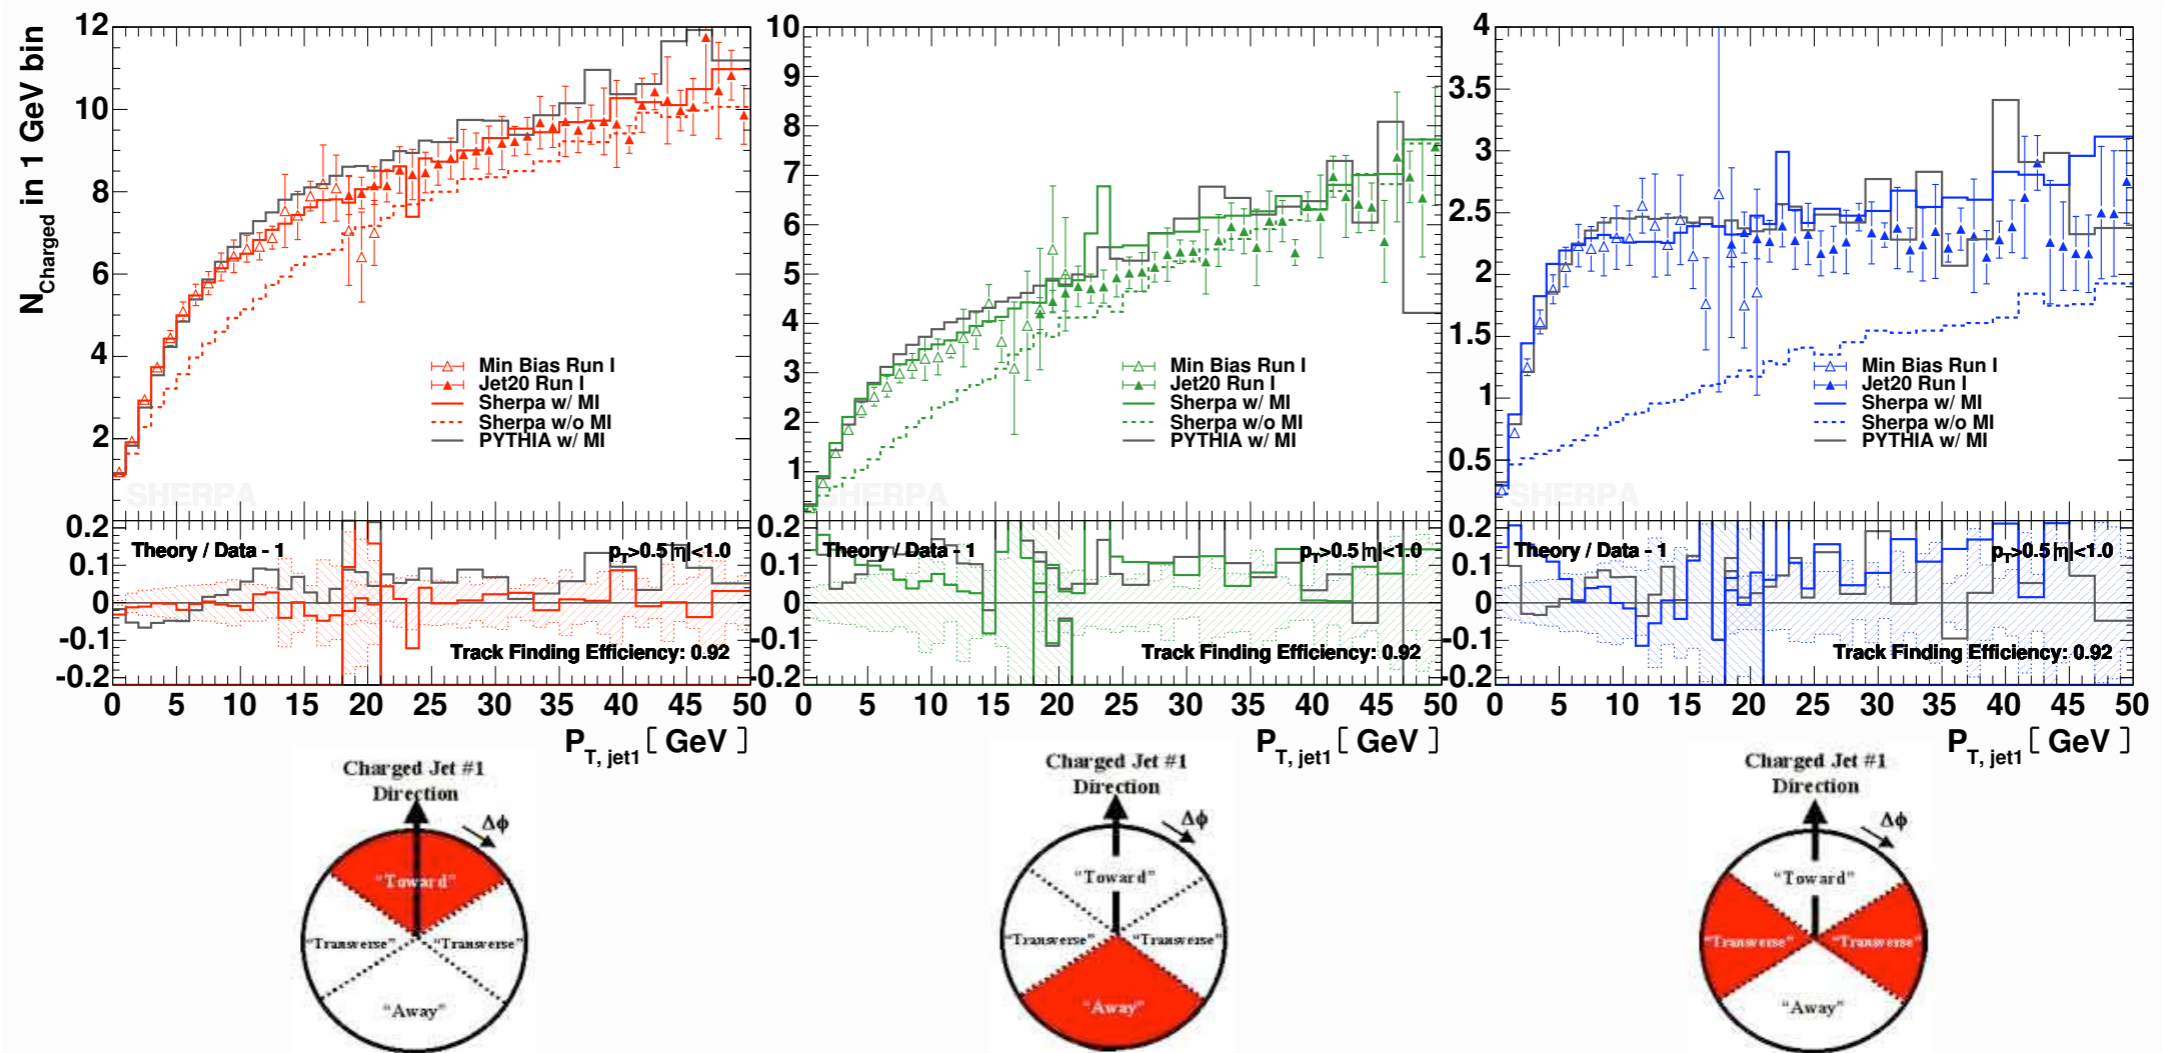 N_Charged in 1 GeV bin
12
10
8
6
4
2
Min Bias Run I
Jet20 Run I
Sherpa w/ MI
Sherpa w/o MI
PYTHIA w/ MI
SHERPA
0.2
0.1
0
-0.1
-0.2
Theory / Data - 1
p_T>0.5 |η|<1.0
Track Finding Efficiency: 0.92
0 5 10 15 20 25 30 35 40 45 50
P_T, jet1 [ GeV ]
10
9
8
7
6
5
4
3
2
1
Min Bias Run I
Jet20 Run I
Sherpa w/ MI
Sherpa w/o MI
PYTHIA w/ MI
SHERPA
0.2
0.1
0
-0.1
-0.2
Theory / Data - 1
p_T>0.5 |η|<1.0
Track Finding Efficiency: 0.92
0 5 10 15 20 25 30 35 40 45 50
P_T, jet1 [ GeV ]
4
3.5
3
2.5
2
1.5
1
0.5
Min Bias Run I
Jet20 Run I
Sherpa w/ MI
Sherpa w/o MI
PYTHIA w/ MI
SHERPA
0.2
0.1
0
-0.1
-0.2
Theory / Data - 1
p_T>0.5 |η|<1.0
Track Finding Efficiency: 0.92
0 5 10 15 20 25 30 35 40 45 50
P_T, jet1 [ GeV ]
Charged Jet #1
Direction
Δϕ
“Toward”
“Transverse” “Transverse”
“Away”
Charged Jet #1
Direction
Δϕ
“Toward”
“Transverse” “Transverse”
“Away”
Charged Jet #1
Direction
Δϕ
“Toward”
“Transverse” “Transverse”
“Away”